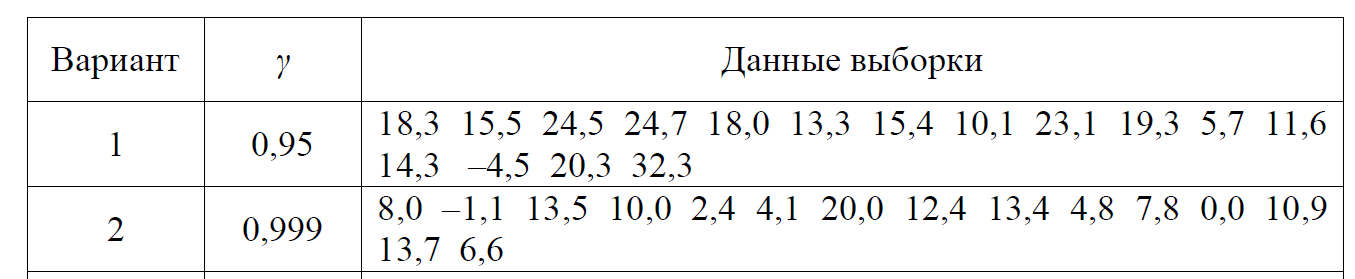 Вариант γ Данные выборки
18,3 15,5 24,5 24,7 18,0 13,3 15,4 10,1 23,1 19,3 5,7 11,6
1 0,95
14,3 –4,5 20,3 32,3
8,0 –1,1 13,5 10,0 2,4 4,1 20,0 12,4 13,4 4,8 7,8 0,0 10,9
2 0,999
13,7 6,6